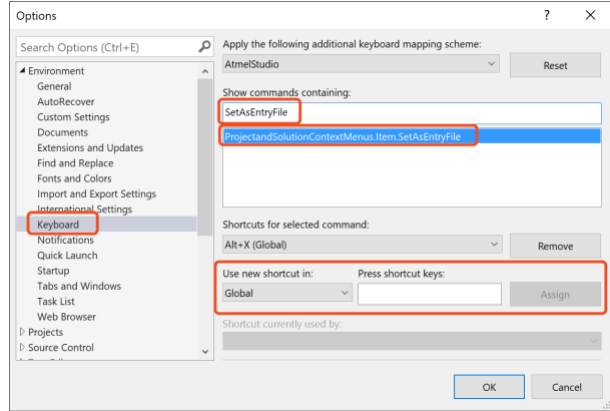 Options
?
Search Options (Ctrl+E)
Environment
General
AutoRecover
Custom Settings
Documents
Extensions and Updates
Find and Replace
Fonts and Colors
Import and Export Settings
International Settings
Keyboard
Notifications
Quick Launch
Startup
Tabs and Windows
Task List
Web Browser
Projects
Source Control
Apply the following additional keyboard mapping scheme:
AtmelStudio
Reset
Show commands containing:
SetAsEntryFile
ProjectandSolutionContextMenus.Item.SetAsEntryFile
Shortcuts for selected command:
Alt+X (Global)
Remove
Use new shortcut in:
Press shortcut keys:
Global
Assign
Shortcut currently used by:
OK
Cancel